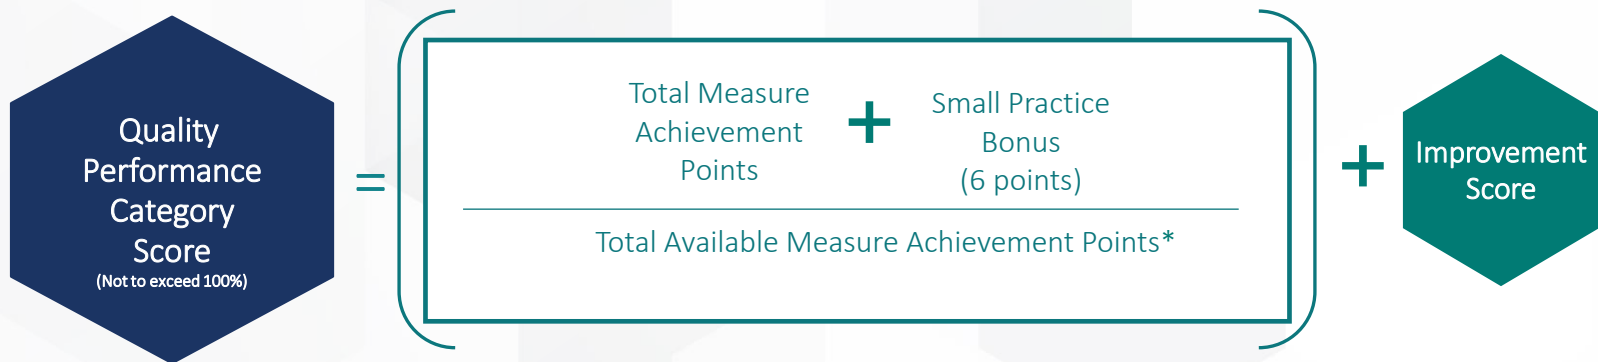 Quality
Performance
Category
Score
(Not to exceed 100%)
=
Total Measure
Achievement
Points
+
Small Practice
Bonus
(6 points)
Total Available Measure Achievement Points*
+
Improvement
Score